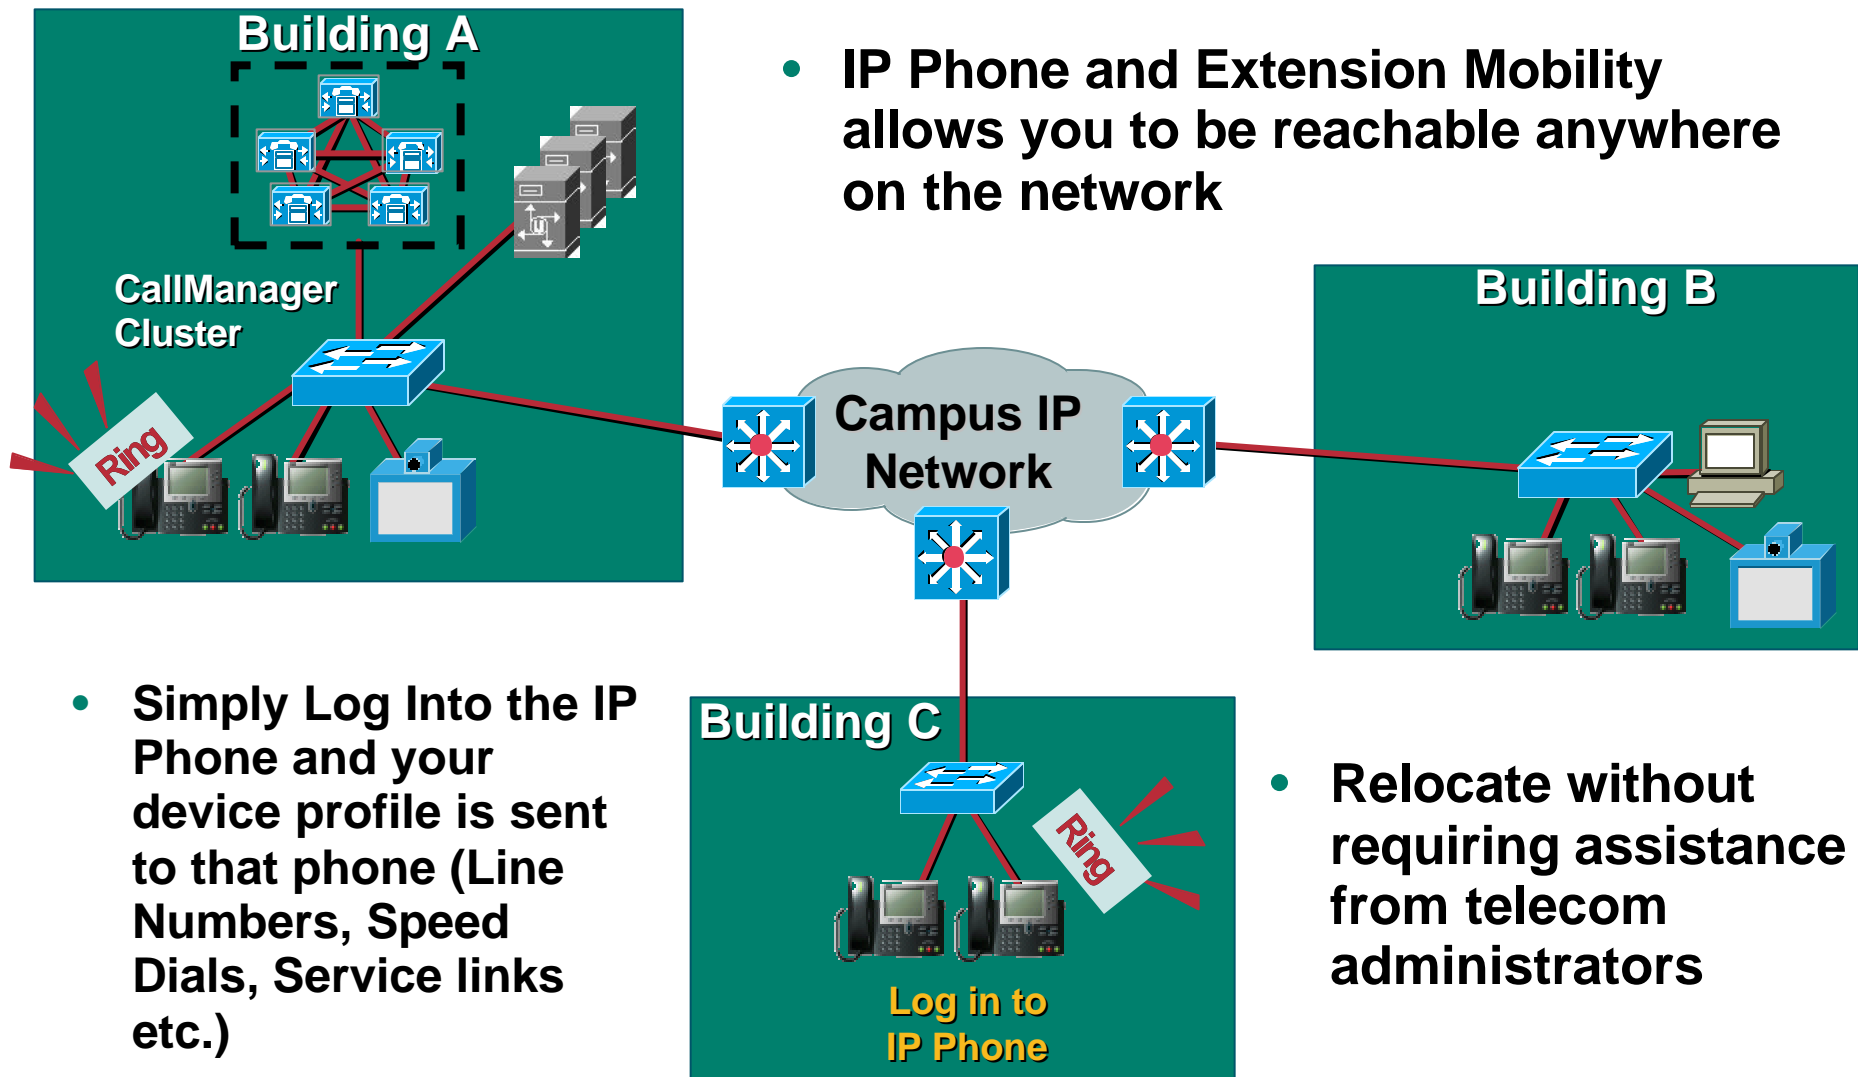 Building A
• IP Phone and Extension Mobility
allows you to be reachable anywhere
on the network
CallManager
Cluster
Ring
Campus IP
Network
Building B
• Simply Log Into the IP
Phone and your
device profile is sent
to that phone (Line
Numbers, Speed
Dials, Service links
etc.)
Building C
Ring
Log in to
IP Phone
• Relocate without
requiring assistance
from telecom
administrators